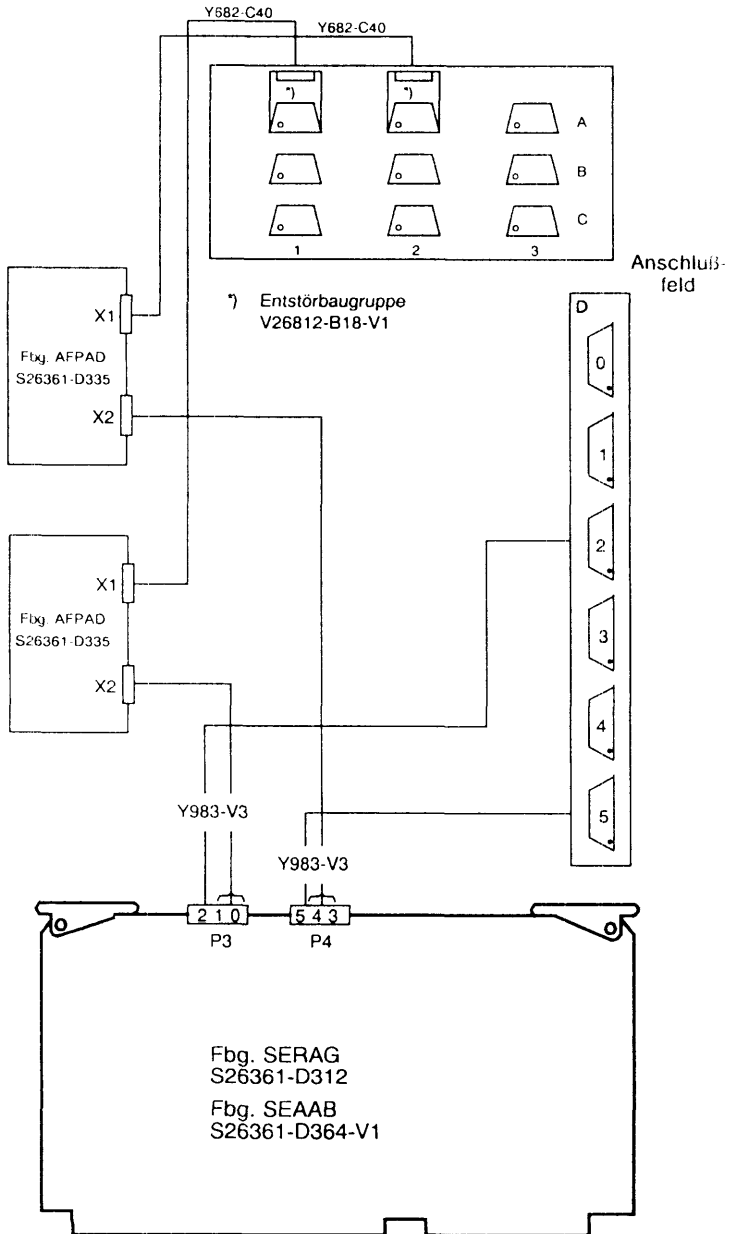 Y682-C40
Y682-C40
*)
*)
A
B
C
1 2 3
Anschluß-
feld
*) Entstörbaugruppe
V26812-B18-V1
D
0
1
2
3
4
5
X1
Fbg. AFPAD
S26361-D335
X2
X1
Fbg. AFPAD
S26361-D335
X2
Y983-V3
Y983-V3
2 1 0
5 4 3
P3
P4
Fbg. SERAG
S26361-D312
Fbg. SEAAB
S26361-D364-V1